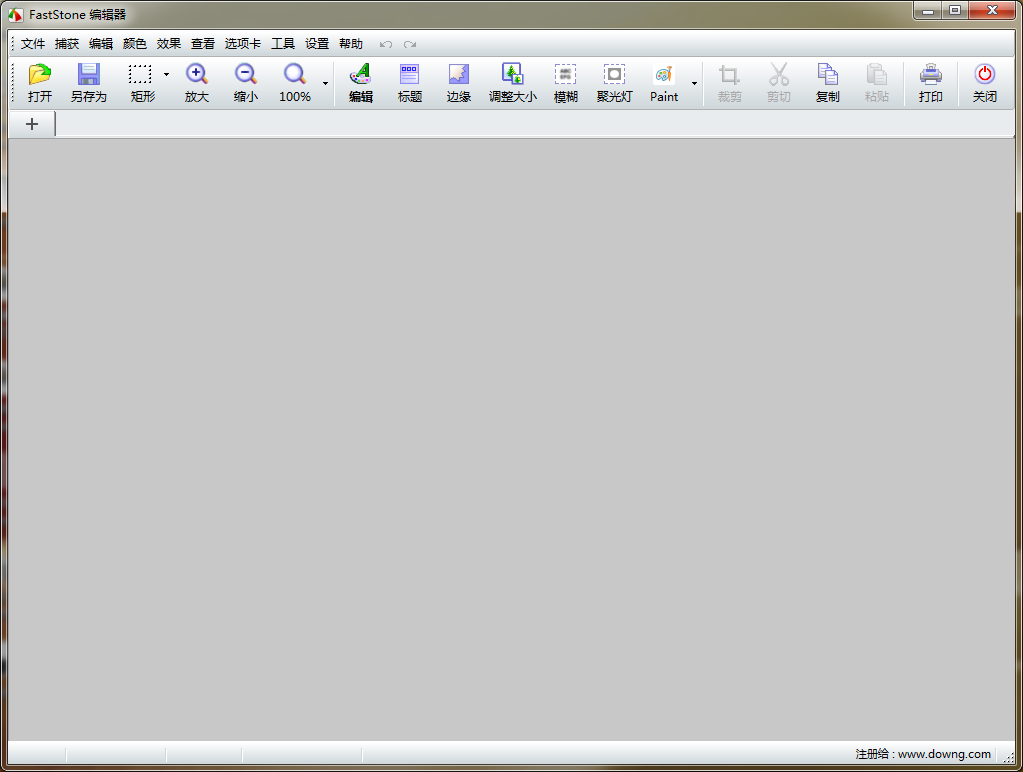 FastStone 编辑器
文件 捕获 编辑 颜色 效果 查看 选项卡 工具 设置 帮助
打开 另存为 矩形 放大 缩小 100% 编辑 标题 边缘 调整大小 模糊 聚光灯 Paint 裁剪 剪切 复制 粘贴 打印 关闭
注册给 : www.downg.com